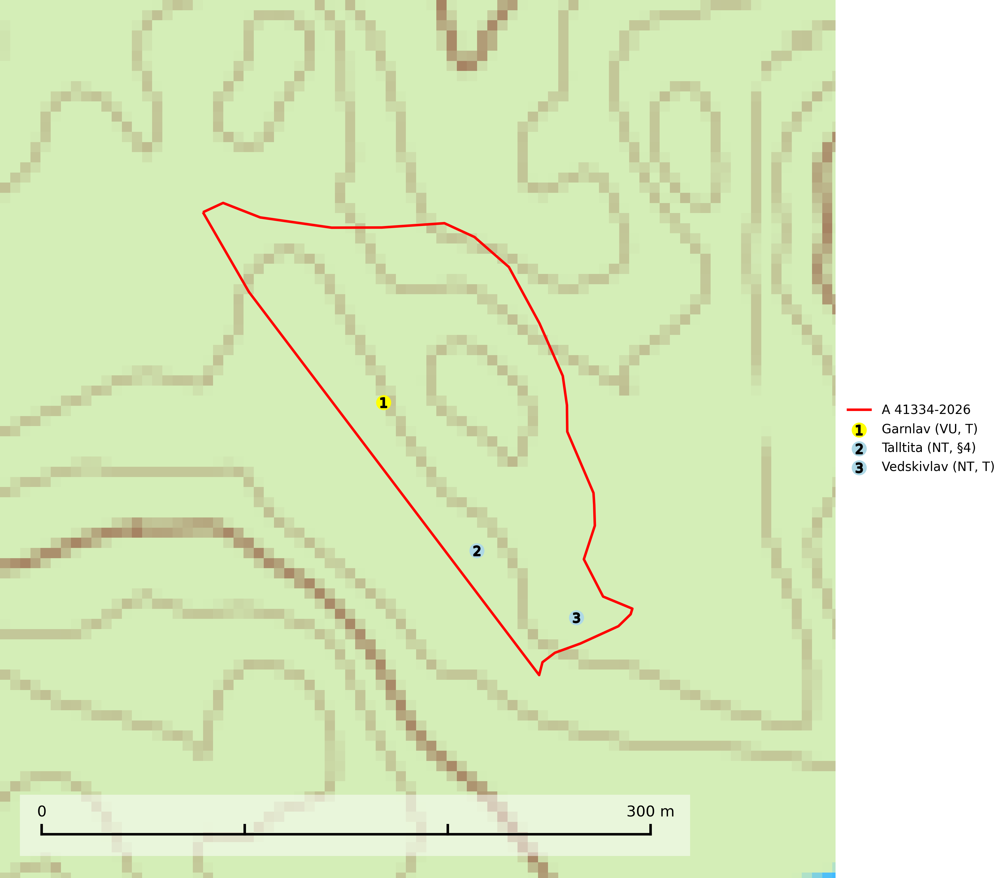 A 41334-2026
1 Garnlav (VU, T)
2 Talltita (NT, §4)
3 Vedskivlav (NT, T)
1
2
3
0 300 m